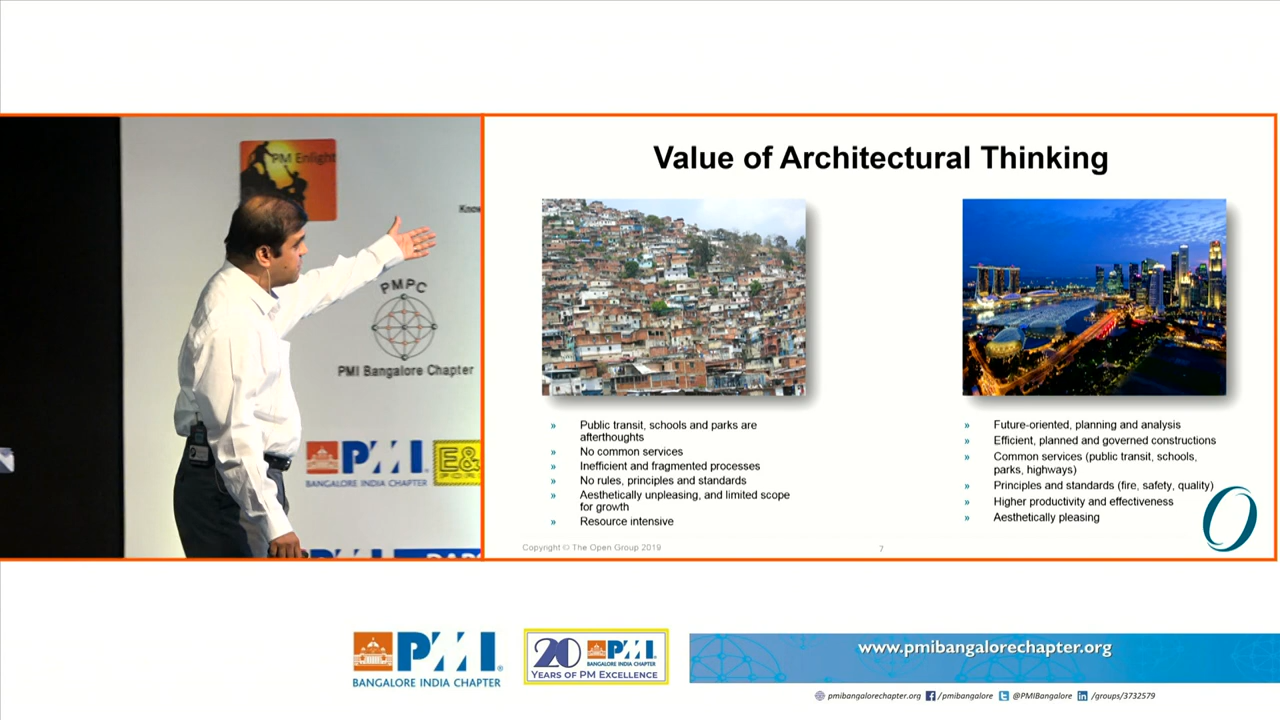 PM Enlight
PMPC
PMI Bangalore Chapter
PMI
BANGALORE INDIA CHAPTER
Value of Architectural Thinking
» Public transit, schools and parks are
afterthoughts
» No common services
» Inefficient and fragmented processes
» No rules, principles and standards
» Aesthetically unpleasing, and limited scope
for growth
» Resource intensive
» Future-oriented, planning and analysis
» Efficient, planned and governed constructions
» Common services (public transit, schools,
parks, highways)
» Principles and standards (fire, safety, quality)
» Higher productivity and effectiveness
» Aesthetically pleasing
Copyright © The Open Group 2019
7
PMI
BANGALORE INDIA CHAPTER
20
PMI
BANGALORE INDIA CHAPTER
YEARS OF PM EXCELLENCE
www.pmibangalorechapter.org
pmibangalorechapter.org /pmibangalore @PMIBangalore /groups/3732579